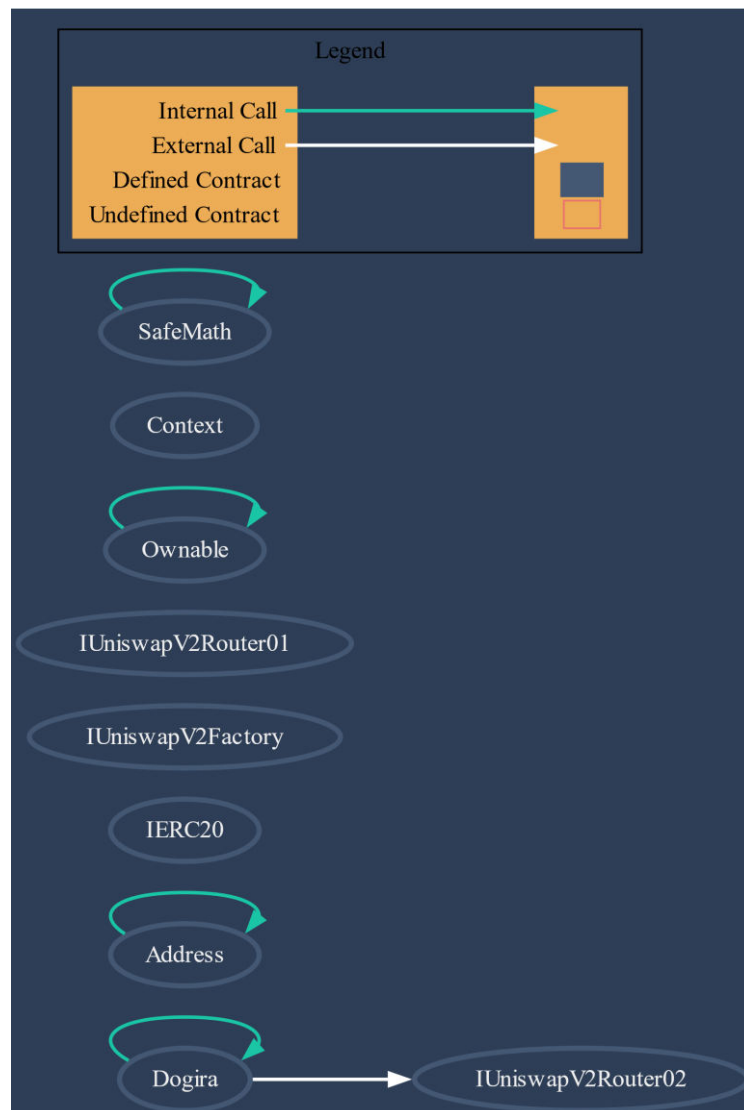 Legend
Internal Call
External Call
Defined Contract
Undefined Contract
SafeMath
Context
Ownable
IUniswapV2Router01
IUniswapV2Factory
IERC20
Address
Dogira
IUniswapV2Router02